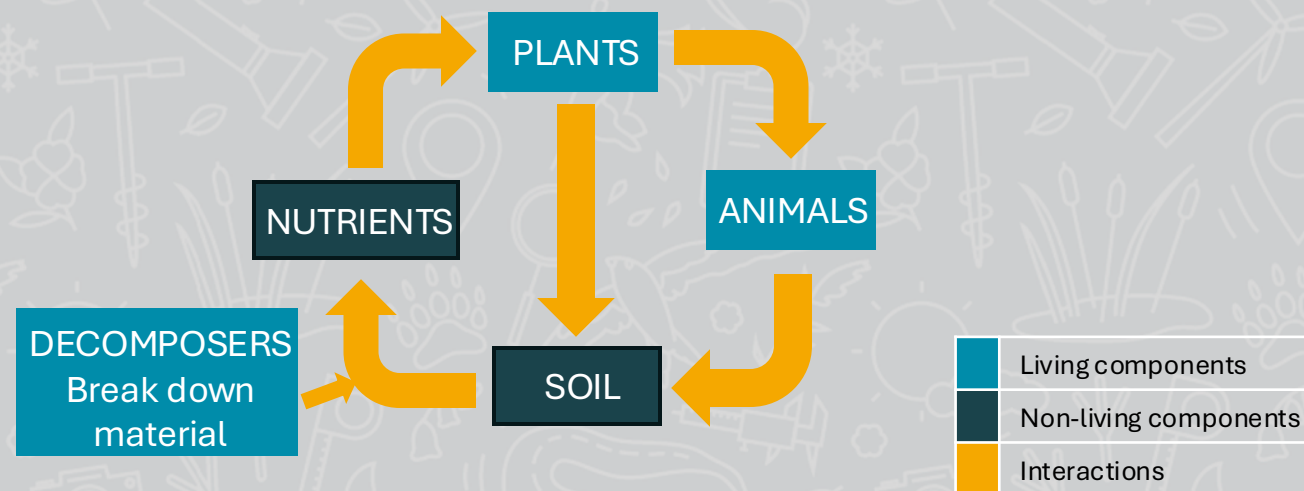 PLANTS
ANIMALS
NUTRIENTS
DECOMPOSERS
Break down
material
SOIL
Living components
Non-living components
Interactions